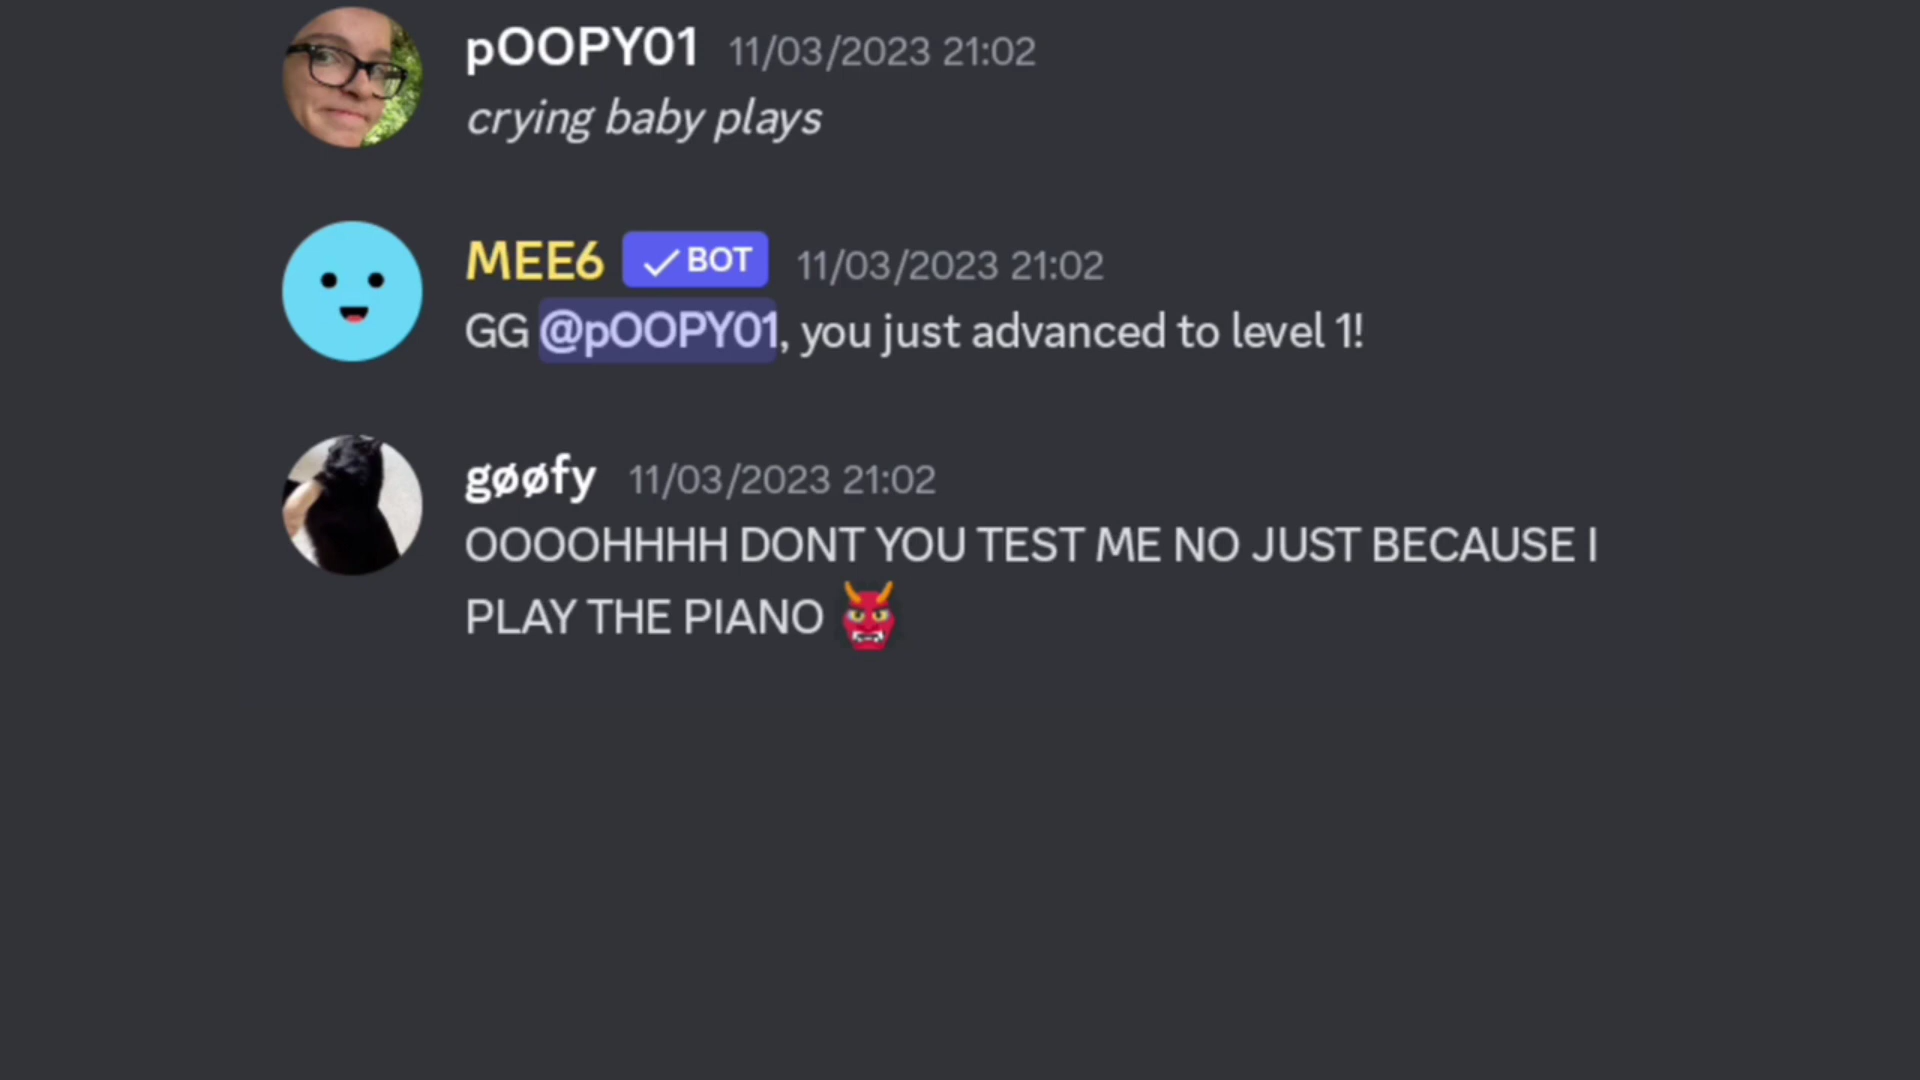 pOOPY01 11/03/2023 21:02
crying baby plays
MEE6 ✓BOT 11/03/2023 21:02
GG @pOOPY01, you just advanced to level 1!
gøøfy 11/03/2023 21:02
OOOOHHHH DONT YOU TEST ME NO JUST BECAUSE I
PLAY THE PIANO 👹